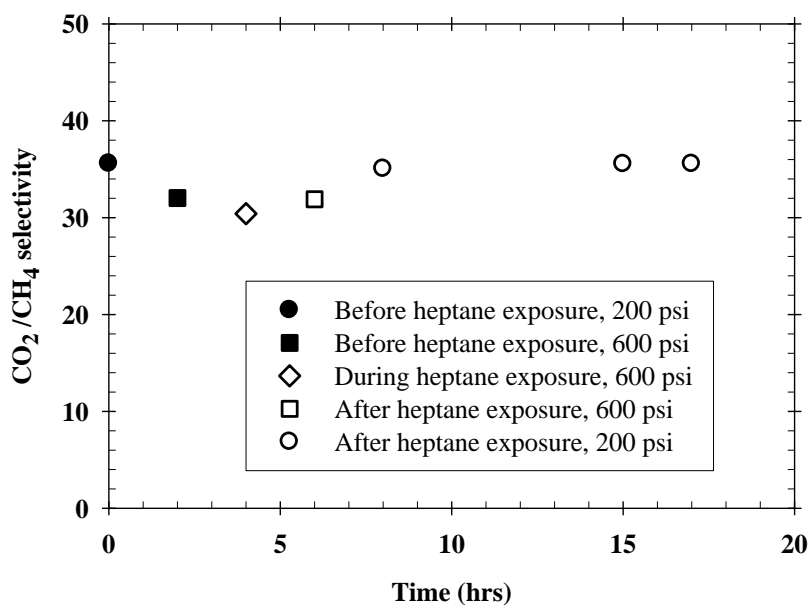 50
40
30
20
10
0
CO2 /CH4 selectivity
Before heptane exposure, 200 psi
Before heptane exposure, 600 psi
During heptane exposure, 600 psi
After heptane exposure, 600 psi
After heptane exposure, 200 psi
0 5 10 15 20
Time (hrs)